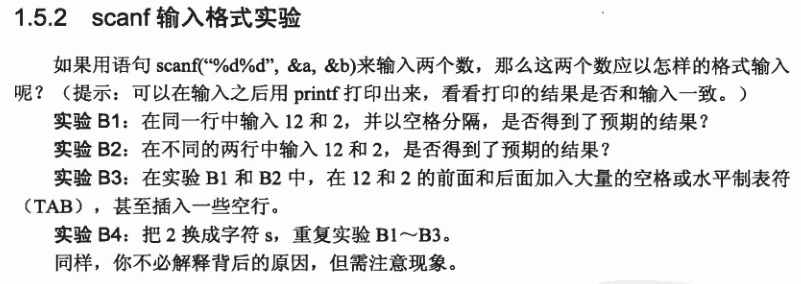 1.5.2 scanf 输入格式实验
如果用语句 scanf(“%d%d”, &a, &b)来输入两个数，那么这两个数应以怎样的格式输入
呢？（提示：可以在输入之后用 printf 打印出来，看看打印的结果是否和输入一致。）
实验 B1：在同一行中输入 12 和 2，并以空格分隔，是否得到了预期的结果？
实验 B2：在不同的两行中输入 12 和 2，是否得到了预期的结果？
实验 B3：在实验 B1 和 B2 中，在 12 和 2 的前面和后面加入大量的空格或水平制表符
（TAB），甚至插入一些空行。
实验 B4：把 2 换成字符 s，重复实验 B1～B3。
同样，你不必解释背后的原因，但需注意现象。